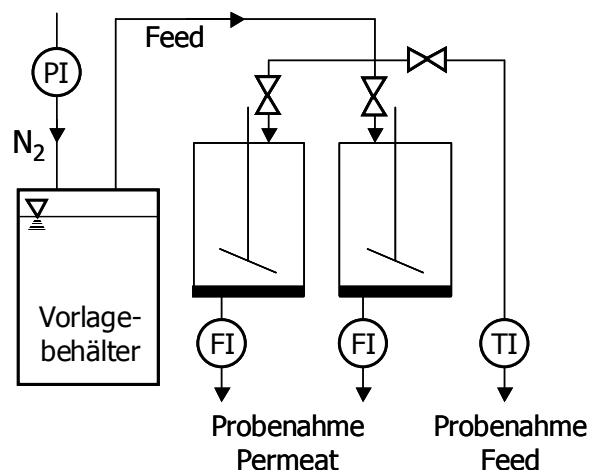 Feed
PI
N₂
Vorlage-
behälter
FI
FI
TI
Probenahme
Permeat
Probenahme
Feed